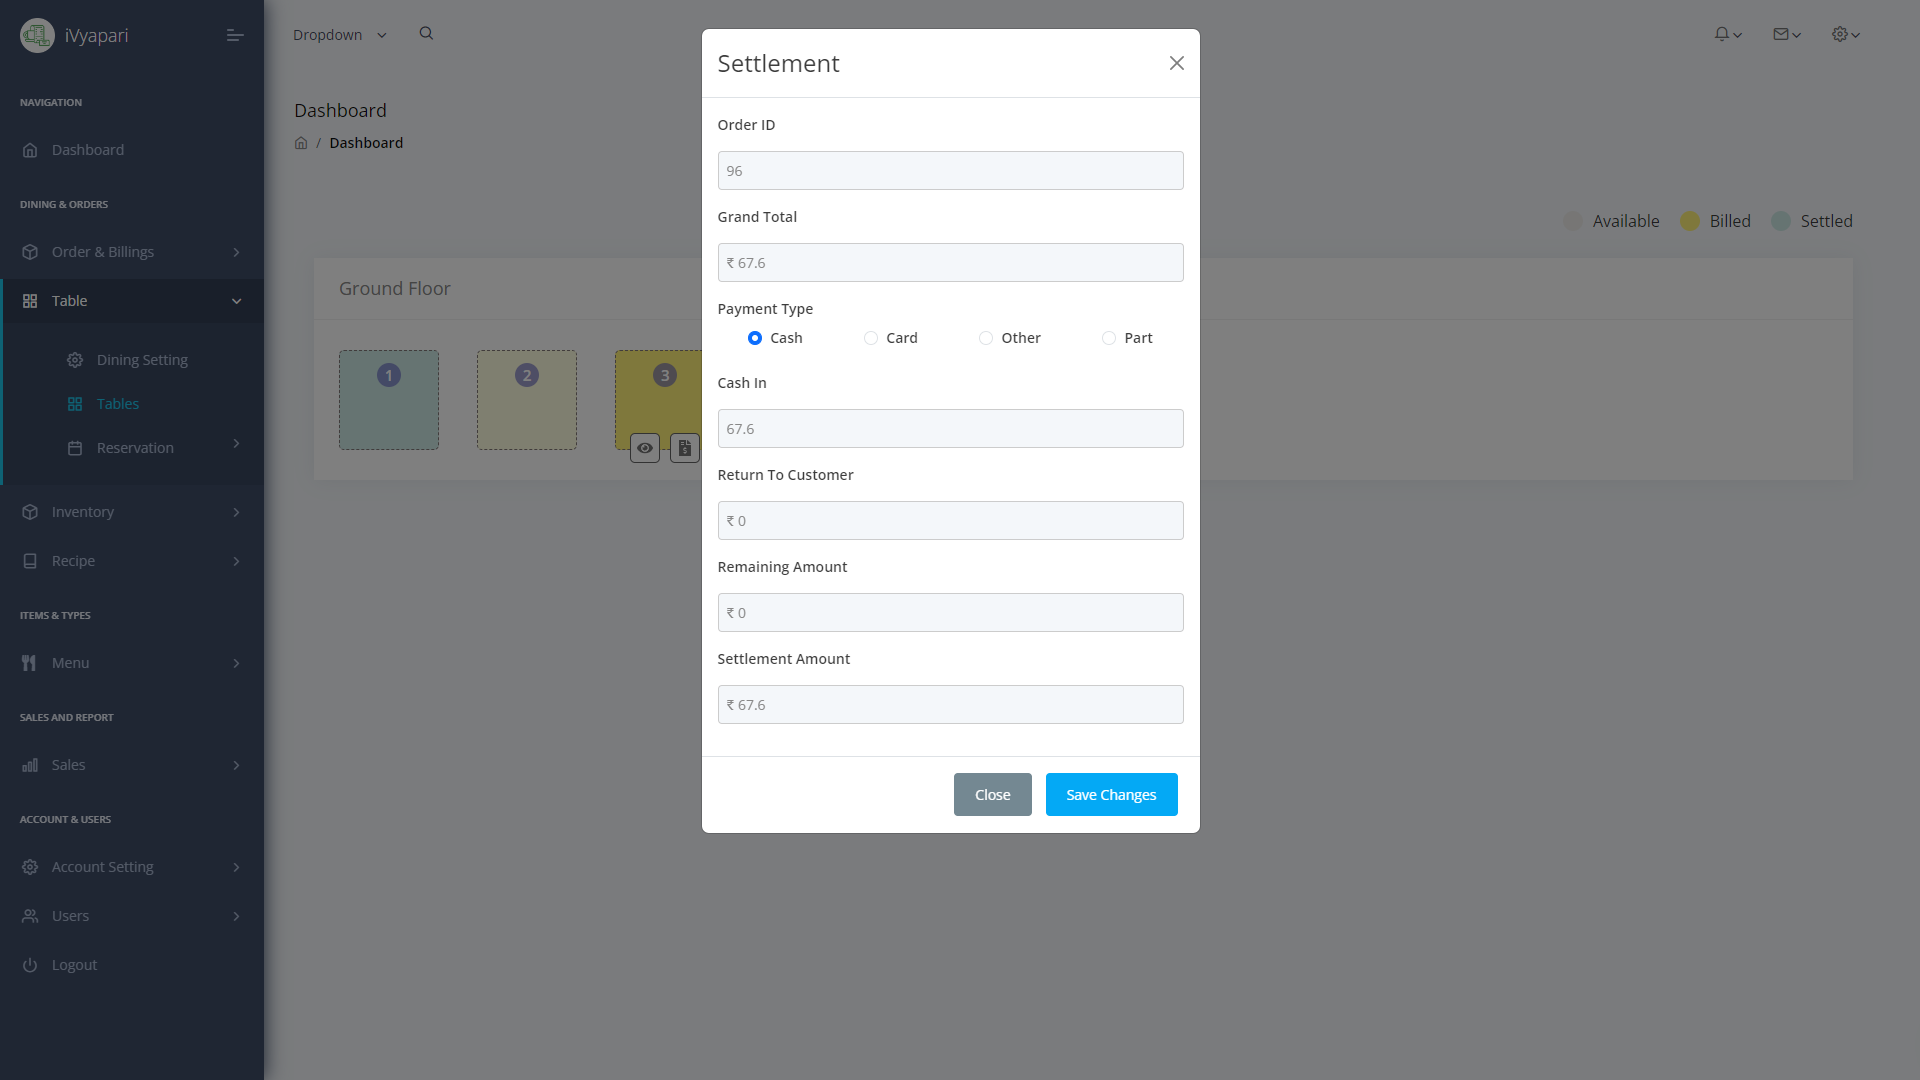 iVyapari
NAVIGATION
Dashboard
DINING & ORDERS
Order & Billings
Table
Dining Setting
Tables
Reservation
Inventory
Recipe
ITEMS & TYPES
Menu
SALES AND REPORT
Sales
ACCOUNT & USERS
Account Setting
Users
Logout
Dropdown
Dashboard
/ Dashboard
Available Billed Settled
Ground Floor
1 2 3
Settlement
Order ID
96
Grand Total
₹ 67.6
Payment Type
Cash Card Other Part
Cash In
67.6
Return To Customer
₹ 0
Remaining Amount
₹ 0
Settlement Amount
₹ 67.6
Close Save Changes